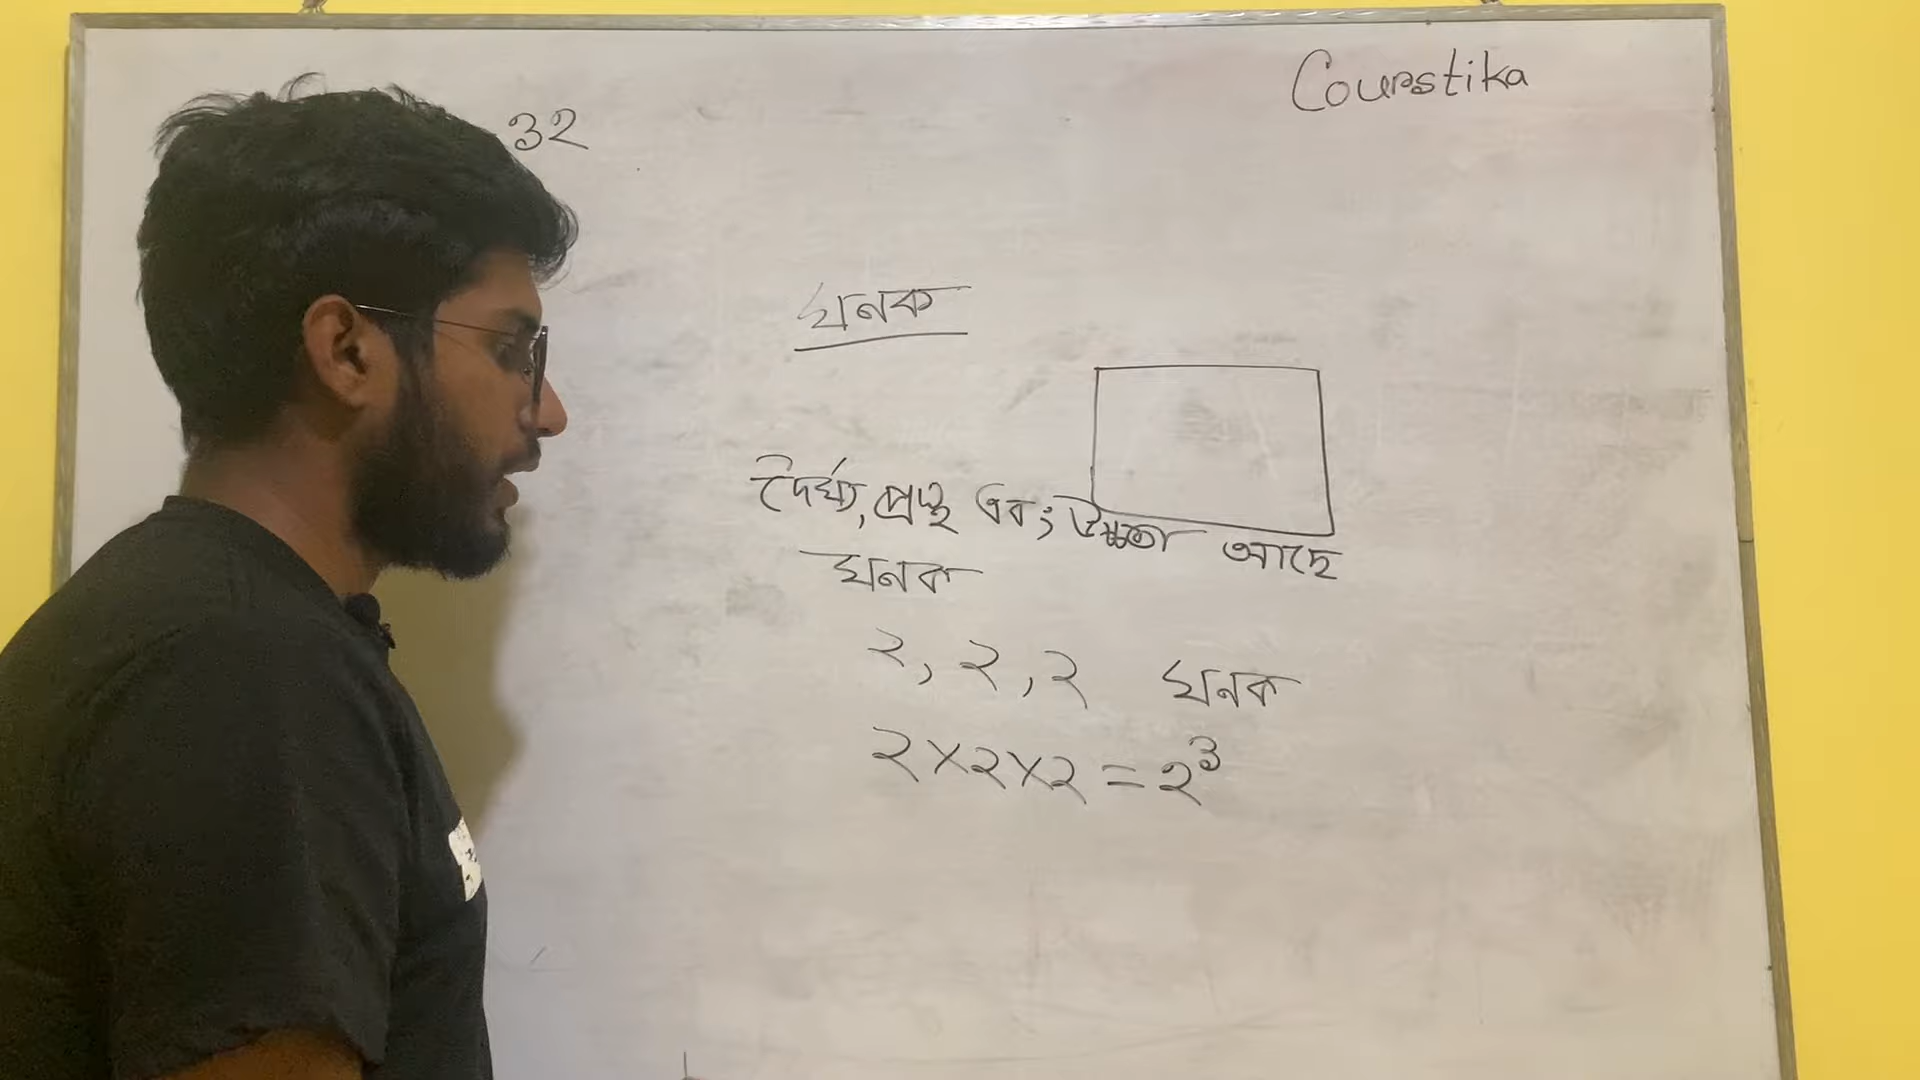 Courstika
32
ঘনক
দৈর্ঘ্য, প্রস্থ এবং উচ্চতা আছে
ঘনক
২, ২, ২ ঘনক
২×২×২ = ২³